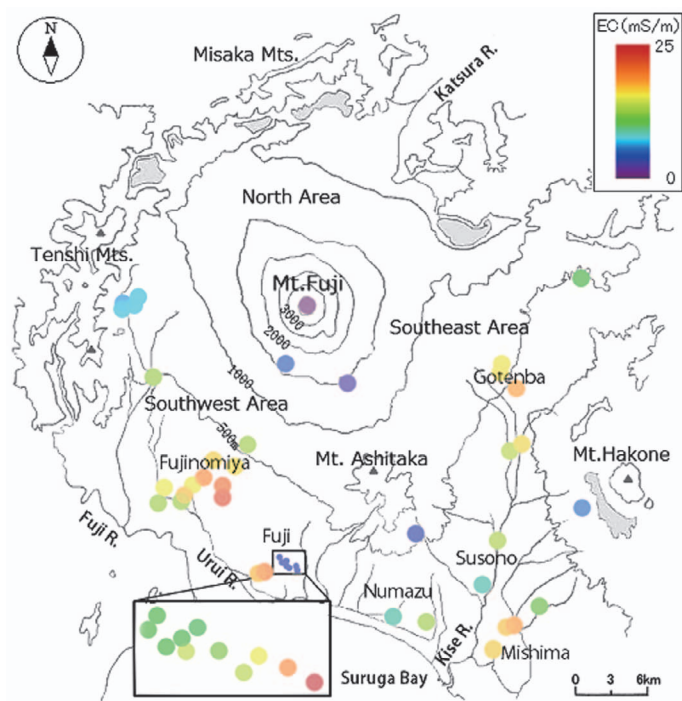 N
EC(mS/m)
25
0
Misaka Mts.
Katsura R.
North Area
Tenshi Mts.
Mt.Fuji
3000
2000
1000
Southeast Area
Gotenba
Southwest Area
500m
Fujinomiya
Mt. Ashitaka
Mt.Hakone
Fuji R.
Fuji
Urui R.
Susono
Numazu
Kise R.
Mishima
Suruga Bay
0 3 6km